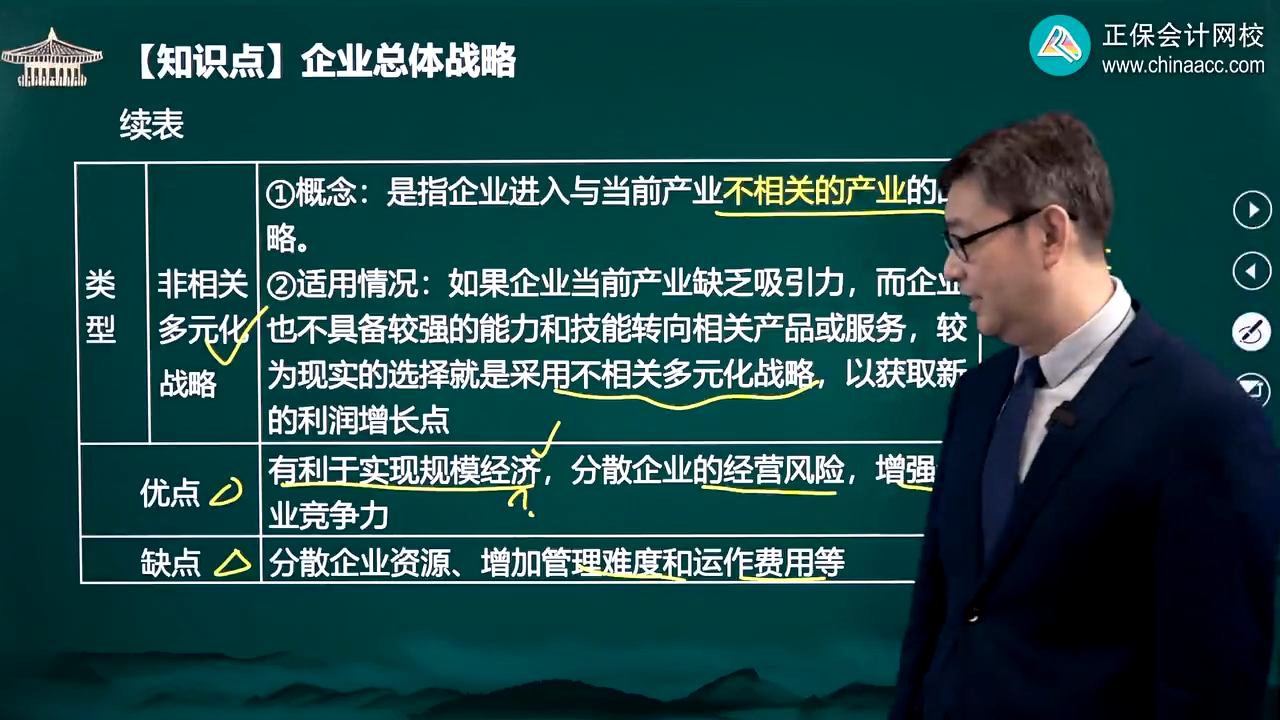 【知识点】企业总体战略
正保会计网校
www.chinaacc.com
续表
类型
非相关
多元化
战略
①概念：是指企业进入与当前产业不相关的产业的
略。
②适用情况：如果企业当前产业缺乏吸引力，而企业
也不具备较强的能力和技能转向相关产品或服务，较
为现实的选择就是采用不相关多元化战略，以获取新
的利润增长点
优点
有利于实现规模经济，分散企业的经营风险，增强
业竞争力
缺点
分散企业资源、增加管理难度和运作费用等